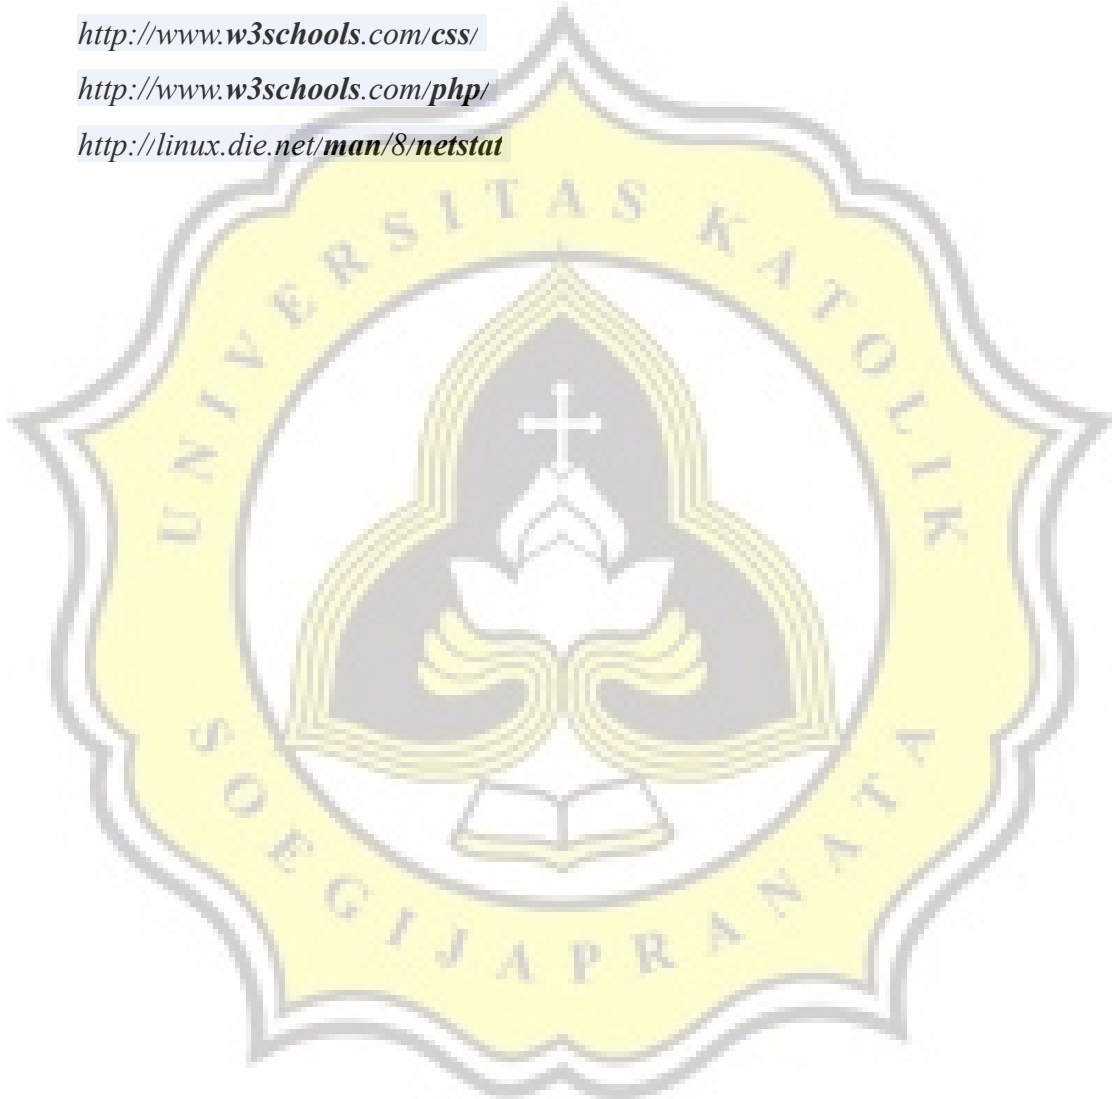 http://www.w3schools.com/css/
http://www.w3schools.com/php/
http://linux.die.net/man/8/netstat
UNIVERSITAS KATOLIK
SOEGIJAPRANATA